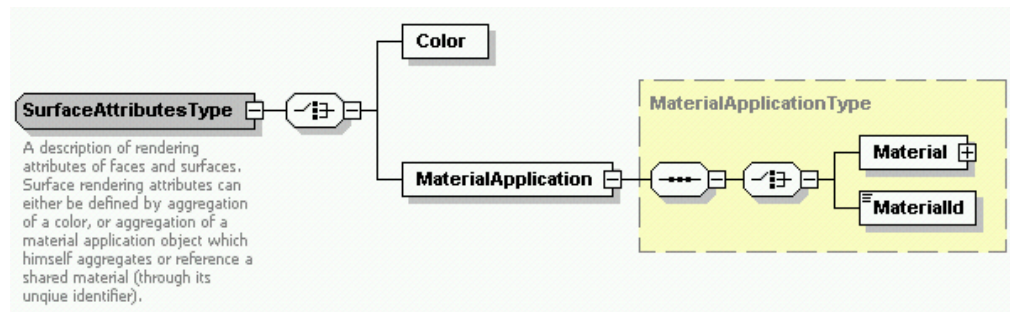 Color
SurfaceAttributesType
MaterialApplicationType
A description of rendering
attributes of faces and surfaces.
Surface rendering attributes can
either be defined by aggregation
of a color, or aggregation of a
material application object which
himself aggregates or reference a
shared material (through its
unqiue identifier).
MaterialApplication
Material
MaterialId